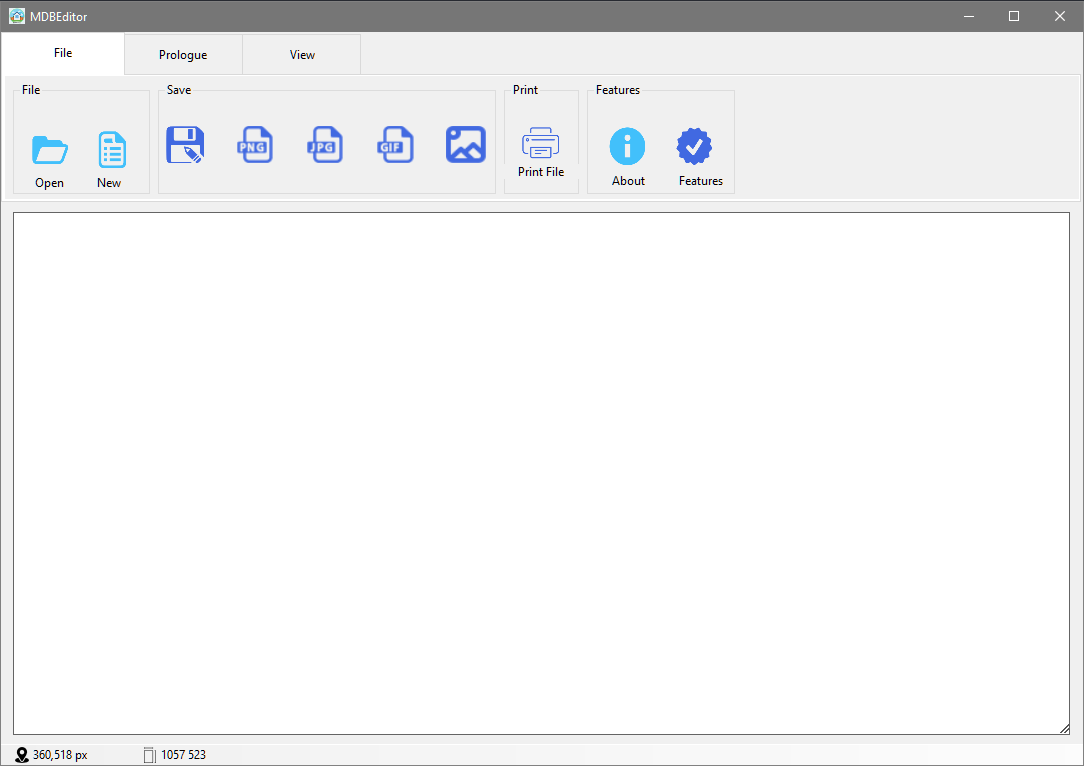 MDBEditor
File
Prologue
View
File
Save
Print
Features
PNG
JPG
GIF
Open
New
Print File
About
Features
360,518 px
1057 523